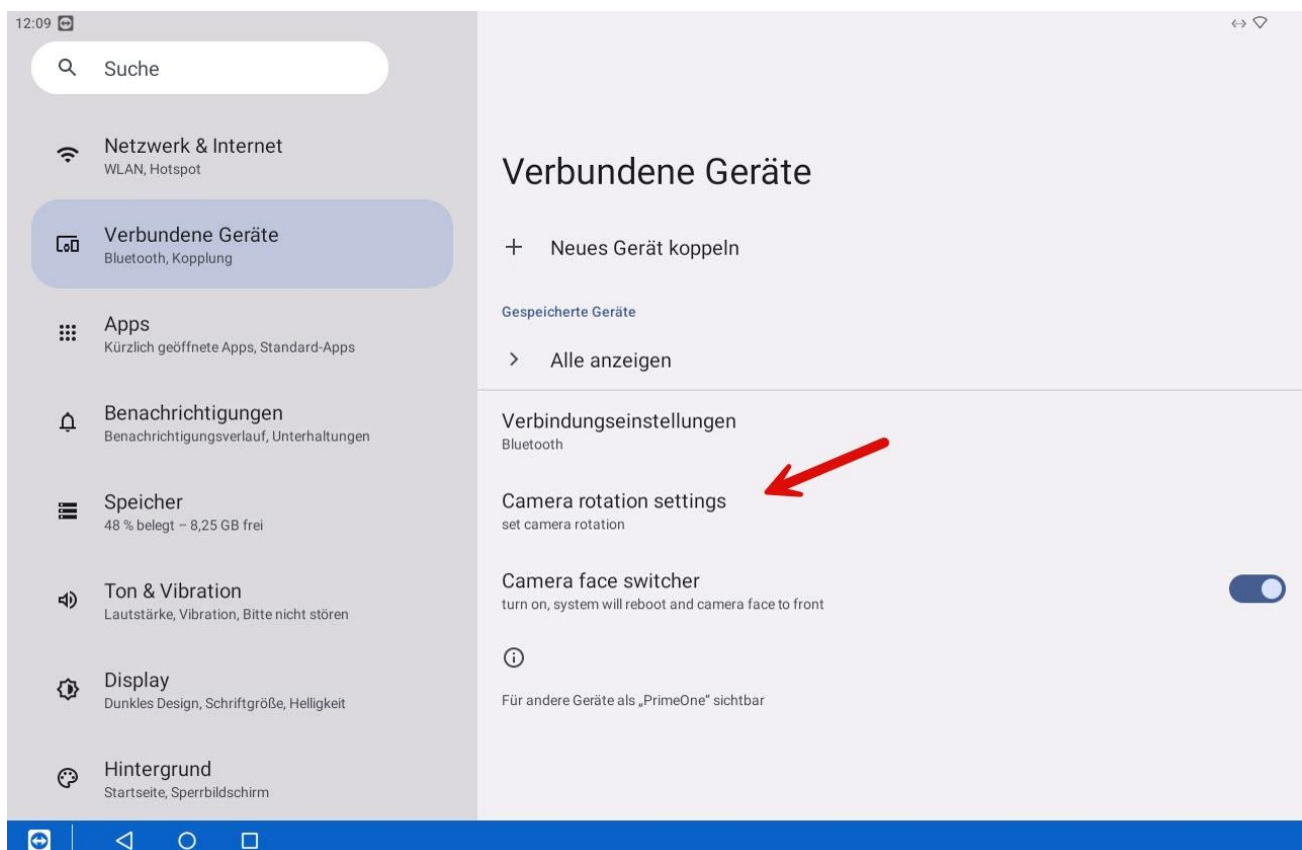 12:09
Suche
Netzwerk & Internet
WLAN, Hotspot
Verbundene Geräte
Bluetooth, Kopplung
Apps
Kürzlich geöffnete Apps, Standard-Apps
Benachrichtigungen
Benachrichtigungsverlauf, Unterhaltungen
Speicher
48 % belegt – 8,25 GB frei
Ton & Vibration
Lautstärke, Vibration, Bitte nicht stören
Display
Dunkles Design, Schriftgröße, Helligkeit
Hintergrund
Startseite, Sperrbildschirm
Verbundene Geräte
Neues Gerät koppeln
Gespeicherte Geräte
Alle anzeigen
Verbindungseinstellungen
Bluetooth
Camera rotation settings
set camera rotation
Camera face switcher
turn on, system will reboot and camera face to front
Für andere Geräte als „PrimeOne“ sichtbar